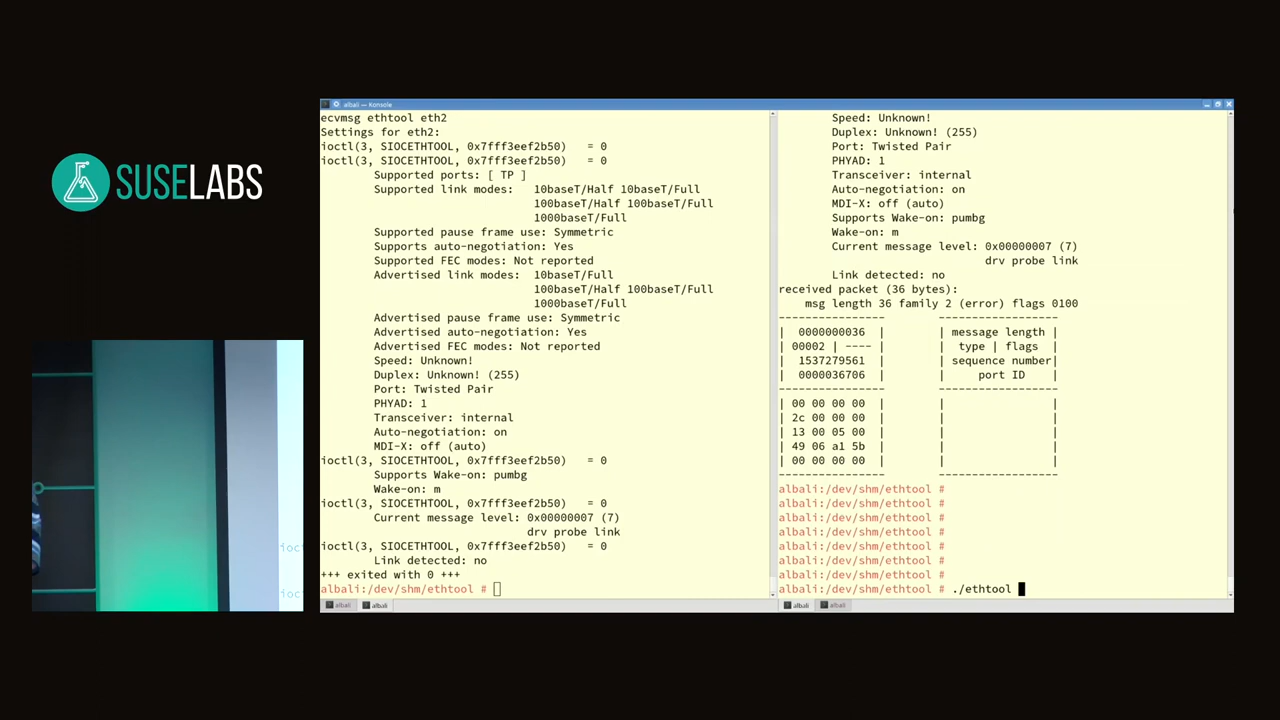 SUSELABS
albali — Konsole
ecvmsg ethtool eth2
Settings for eth2:
ioctl(3, SIOCETHTOOL, 0x7fff3eef2b50) = 0
ioctl(3, SIOCETHTOOL, 0x7fff3eef2b50) = 0
Supported ports: [ TP ]
Supported link modes: 10baseT/Half 10baseT/Full
100baseT/Half 100baseT/Full
1000baseT/Full
Supported pause frame use: Symmetric
Supports auto-negotiation: Yes
Supported FEC modes: Not reported
Advertised link modes: 10baseT/Full
100baseT/Half 100baseT/Full
1000baseT/Full
Advertised pause frame use: Symmetric
Advertised auto-negotiation: Yes
Advertised FEC modes: Not reported
Speed: Unknown!
Duplex: Unknown! (255)
Port: Twisted Pair
PHYAD: 1
Transceiver: internal
Auto-negotiation: on
MDI-X: off (auto)
ioctl(3, SIOCETHTOOL, 0x7fff3eef2b50) = 0
Supports Wake-on: pumbg
Wake-on: m
ioctl(3, SIOCETHTOOL, 0x7fff3eef2b50) = 0
Current message level: 0x00000007 (7)
drv probe link
ioctl(3, SIOCETHTOOL, 0x7fff3eef2b50) = 0
Link detected: no
+++ exited with 0 +++
albali:/dev/shm/ethtool #
albali albali
Speed: Unknown!
Duplex: Unknown! (255)
Port: Twisted Pair
PHYAD: 1
Transceiver: internal
Auto-negotiation: on
MDI-X: off (auto)
Supports Wake-on: pumbg
Wake-on: m
Current message level: 0x00000007 (7)
drv probe link
Link detected: no
received packet (36 bytes):
msg length 36 family 2 (error) flags 0100
---------------- ----------------
| 0000000036 | | message length |
| 00002 | ---- | | type | flags |
| 1537279561 | | sequence number|
| 0000036706 | | port ID |
---------------- ----------------
| 00 00 00 00 | | |
| 2c 00 00 00 | | |
| 13 00 05 00 | | |
| 49 06 a1 5b | | |
| 00 00 00 00 | | |
---------------- ----------------
albali:/dev/shm/ethtool #
albali:/dev/shm/ethtool #
albali:/dev/shm/ethtool #
albali:/dev/shm/ethtool #
albali:/dev/shm/ethtool #
albali:/dev/shm/ethtool #
albali:/dev/shm/ethtool #
albali:/dev/shm/ethtool # ./ethtool
albali albali
ioct
ioct